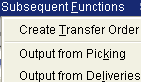 Subsequent Functions
Create Transfer Order
Output from Picking
Output from Deliveries